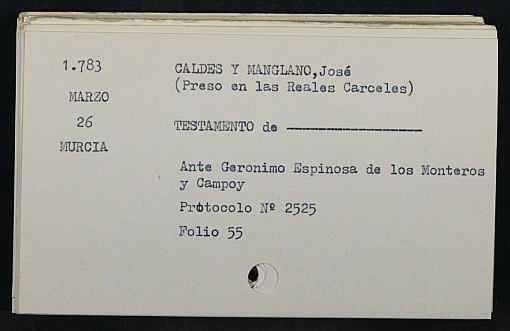 1.783
MARZO
26
MURCIA
CALDES Y MANGLANO,José
(Preso en las Reales Carceles)
TESTAMENTO de -------------------
Ante Geronimo Espinosa de los Monteros
y Campoy
Protocolo Nº 2525
Folio 55